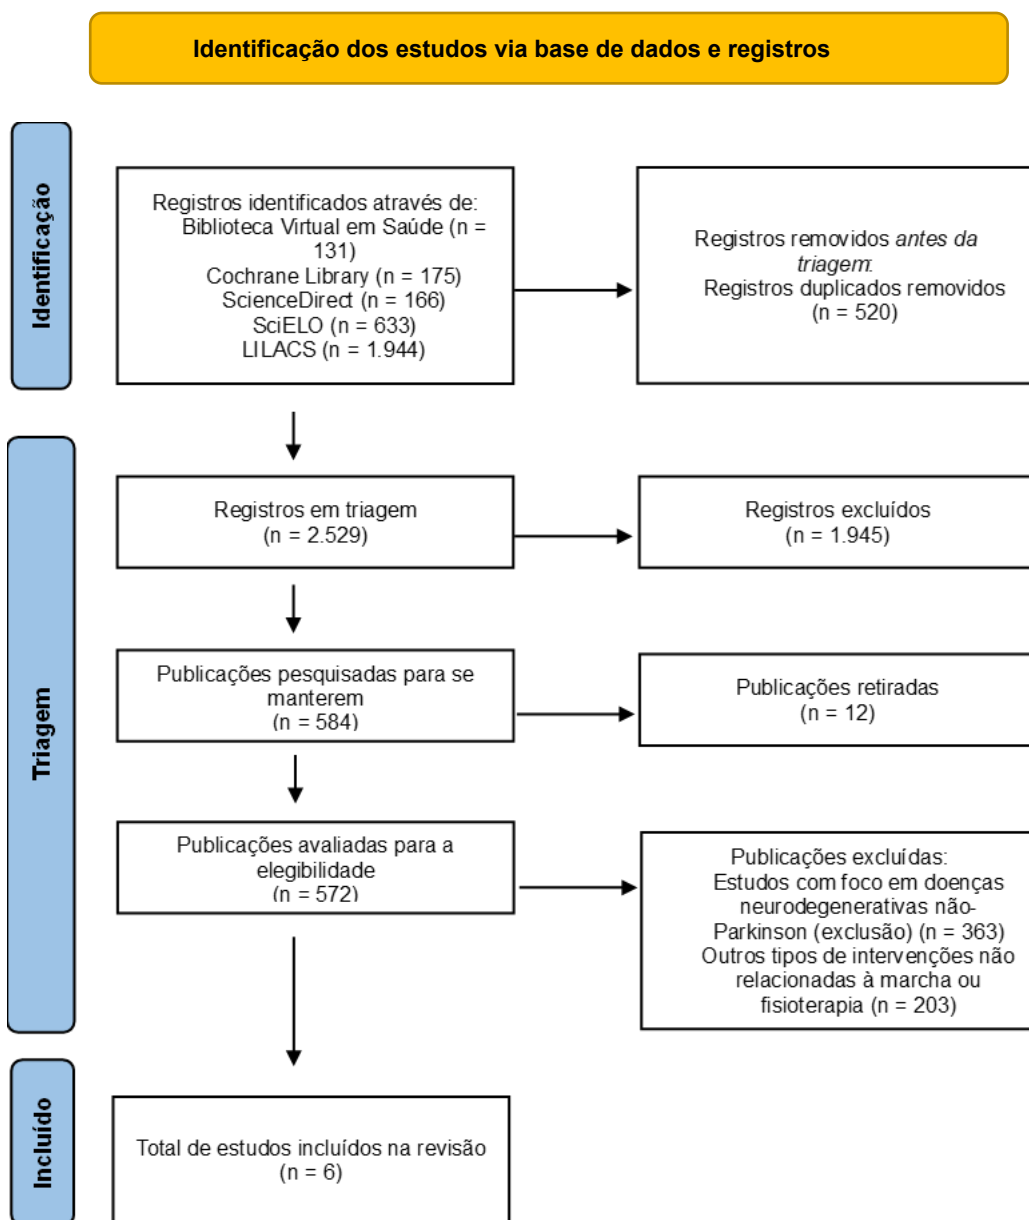 Identificação dos estudos via base de dados e registros
Identificação
Registros identificados através de:
Biblioteca Virtual em Saúde (n =
131)
Cochrane Library (n = 175)
ScienceDirect (n = 166)
SciELO (n = 633)
LILACS (n = 1.944)
Registros removidos antes da
triagem:
Registros duplicados removidos
(n = 520)
Triagem
Registros em triagem
(n = 2.529)
Registros excluídos
(n = 1.945)
Publicações pesquisadas para se
manterem
(n = 584)
Publicações retiradas
(n = 12)
Publicações avaliadas para a
elegibilidade
(n = 572)
Publicações excluídas:
Estudos com foco em doenças
neurodegenerativas não-
Parkinson (exclusão) (n = 363)
Outros tipos de intervenções não
relacionadas à marcha ou
fisioterapia (n = 203)
Incluído
Total de estudos incluídos na revisão
(n = 6)